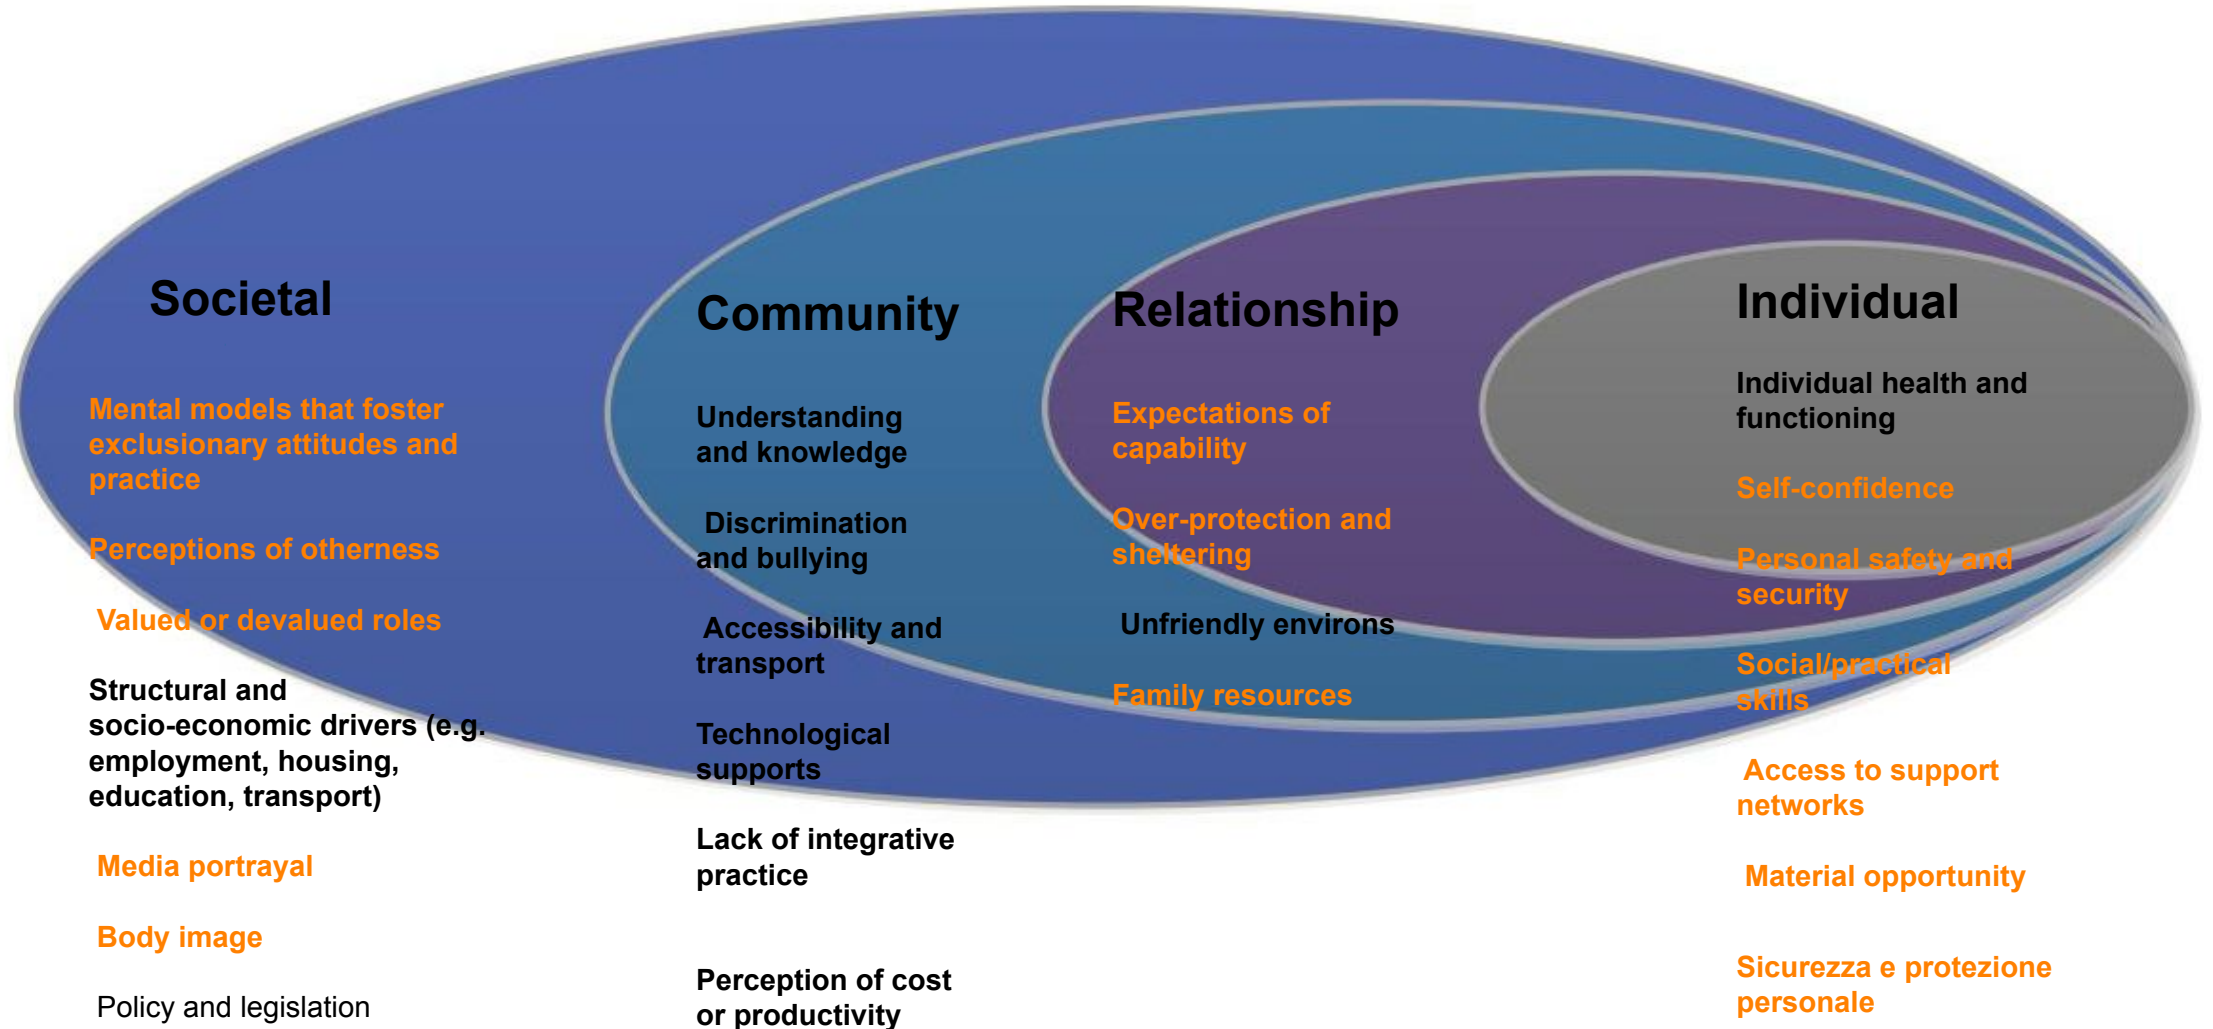 Societal
Mental models that foster
exclusionary attitudes and
practice
Perceptions of otherness
Valued or devalued roles
Structural and
socio-economic drivers (e.g.
employment, housing,
education, transport)
Media portrayal
Body image
Policy and legislation
Community
Understanding
and knowledge
Discrimination
and bullying
Accessibility and
transport
Technological
supports
Lack of integrative
practice
Perception of cost
or productivity
Relationship
Expectations of
capability
Over-protection and
sheltering
Unfriendly environs
Family resources
Individual
Individual health and
functioning
Self-confidence
Personal safety and
security
Social/practical
skills
Access to support
networks
Material opportunity
Sicurezza e protezione
personale